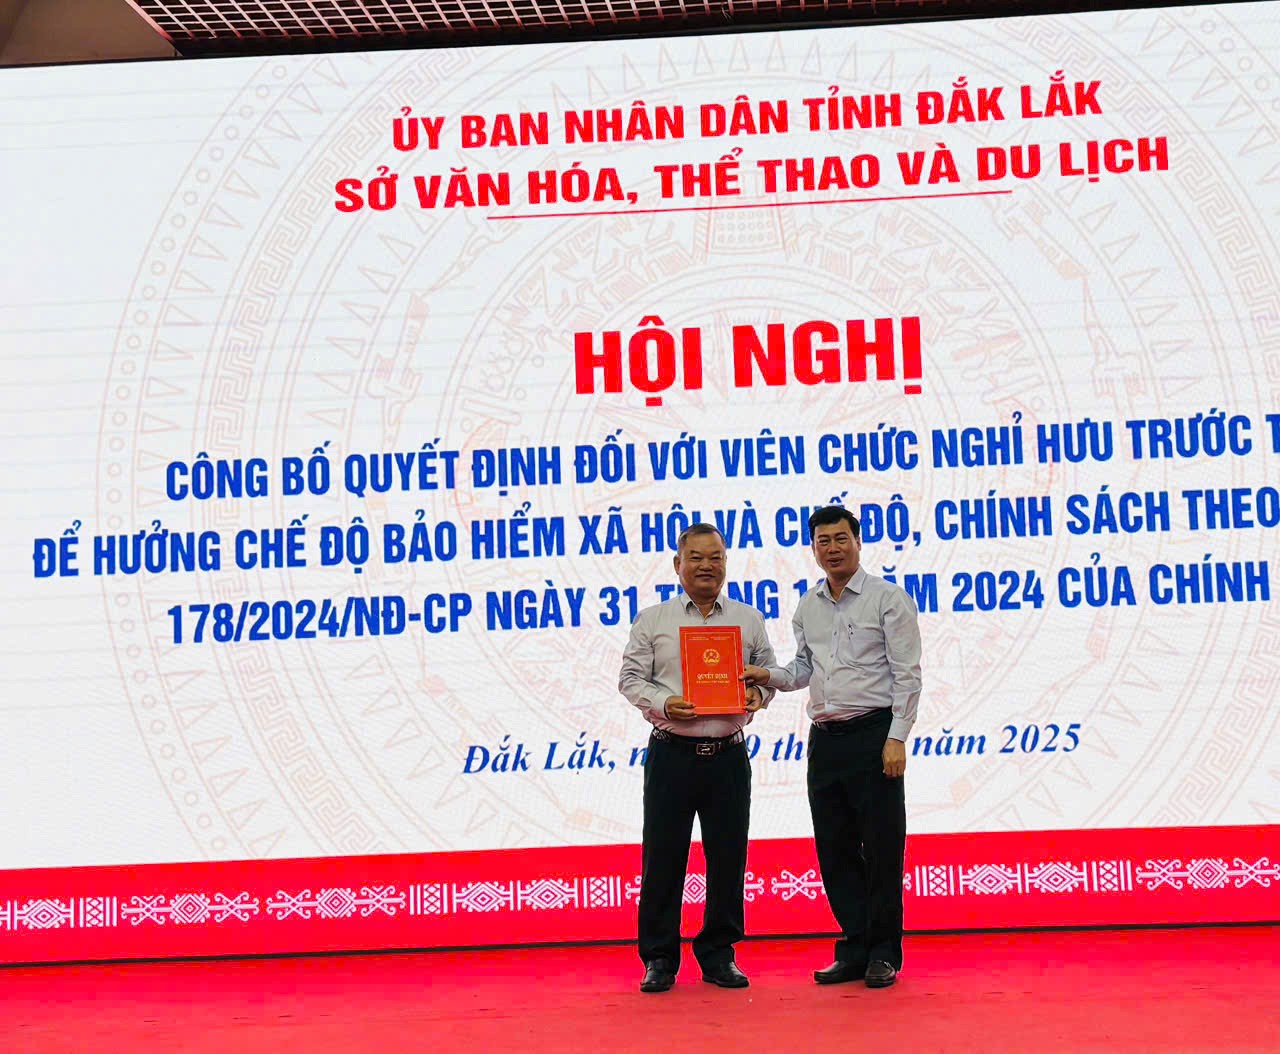 ỦY BAN NHÂN DÂN TỈNH ĐẮK LẮK
SỞ VĂN HÓA, THỂ THAO VÀ DU LỊCH
HỘI NGHỊ
CÔNG BỐ QUYẾT ĐỊNH ĐỐI VỚI VIÊN CHỨC NGHỈ HƯU TRƯỚC
ĐỂ HƯỞNG CHẾ ĐỘ BẢO HIỂM XÃ HỘI VÀ CHẾ ĐỘ, CHÍNH SÁCH THEO
178/2024/NĐ-CP NGÀY 31 NĂM 2024 CỦA CHÍNH
QUYẾT ĐỊNH
Đắk Lắk, năm 2025